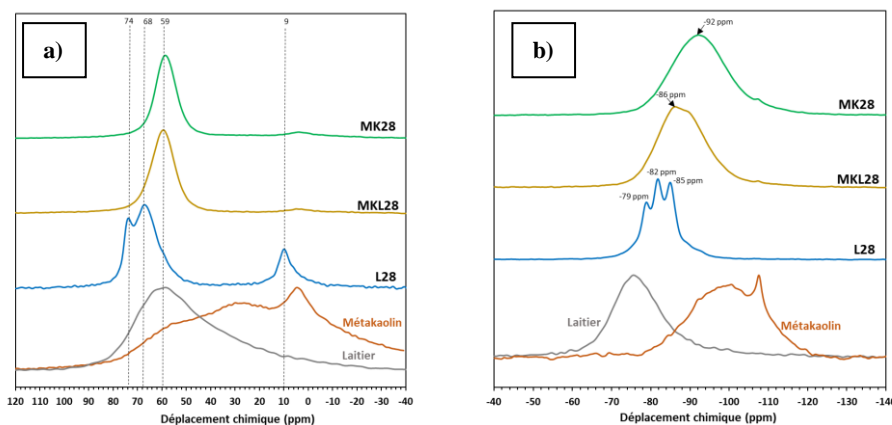 a)
74 68 59 9
MK28
MKL28
L28
Métakaolin
Laitier
120 110 100 90 80 70 60 50 40 30 20 10 0 -10 -20 -30 -40
Déplacement chimique (ppm)
b)
-92 ppm
MK28
-86 ppm
MKL28
-82 ppm
-85 ppm
-79 ppm
L28
Laitier
Métakaolin
-40 -50 -60 -70 -80 -90 -100 -110 -120 -130 -140
Déplacement chimique (ppm)